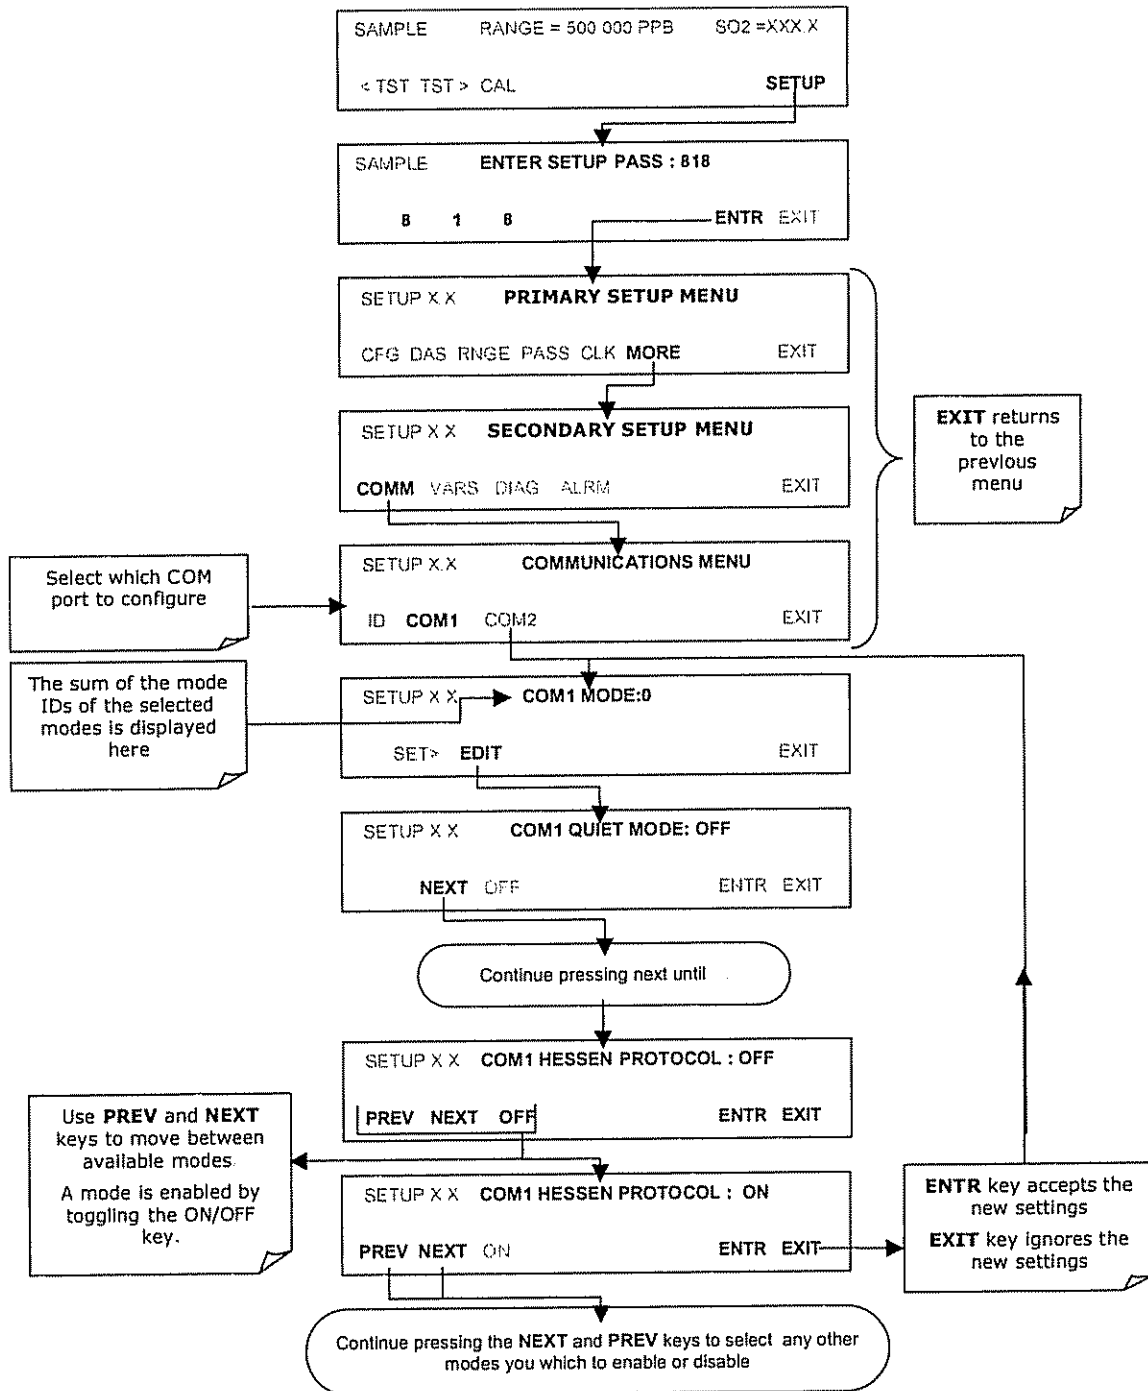 SAMPLE RANGE = 500 000 PPB SO2 =XXX.X
< TST TST > CAL SETUP
SAMPLE ENTER SETUP PASS : 818
8 1 8 ENTR EXIT
SETUP X.X PRIMARY SETUP MENU
CFG DAS RNGE PASS CLK MORE EXIT
SETUP X X SECONDARY SETUP MENU
COMM VARS DIAG ALRM EXIT
EXIT returns
to the
previous
menu
SETUP X.X COMMUNICATIONS MENU
ID COM1 COM2 EXIT
Select which COM
port to configure
The sum of the mode
IDs of the selected
modes is displayed
here
SETUP X X COM1 MODE:0
SET> EDIT EXIT
SETUP X X COM1 QUIET MODE: OFF
NEXT OFF ENTR EXIT
Continue pressing next until
SETUP X X COM1 HESSEN PROTOCOL : OFF
PREV NEXT OFF ENTR EXIT
Use PREV and NEXT
keys to move between
available modes.
A mode is enabled by
toggling the ON/OFF
key.
SETUP X X COM1 HESSEN PROTOCOL : ON
PREV NEXT ON ENTR EXIT
ENTR key accepts the
new settings
EXIT key ignores the
new settings
Continue pressing the NEXT and PREV keys to select any other
modes you which to enable or disable